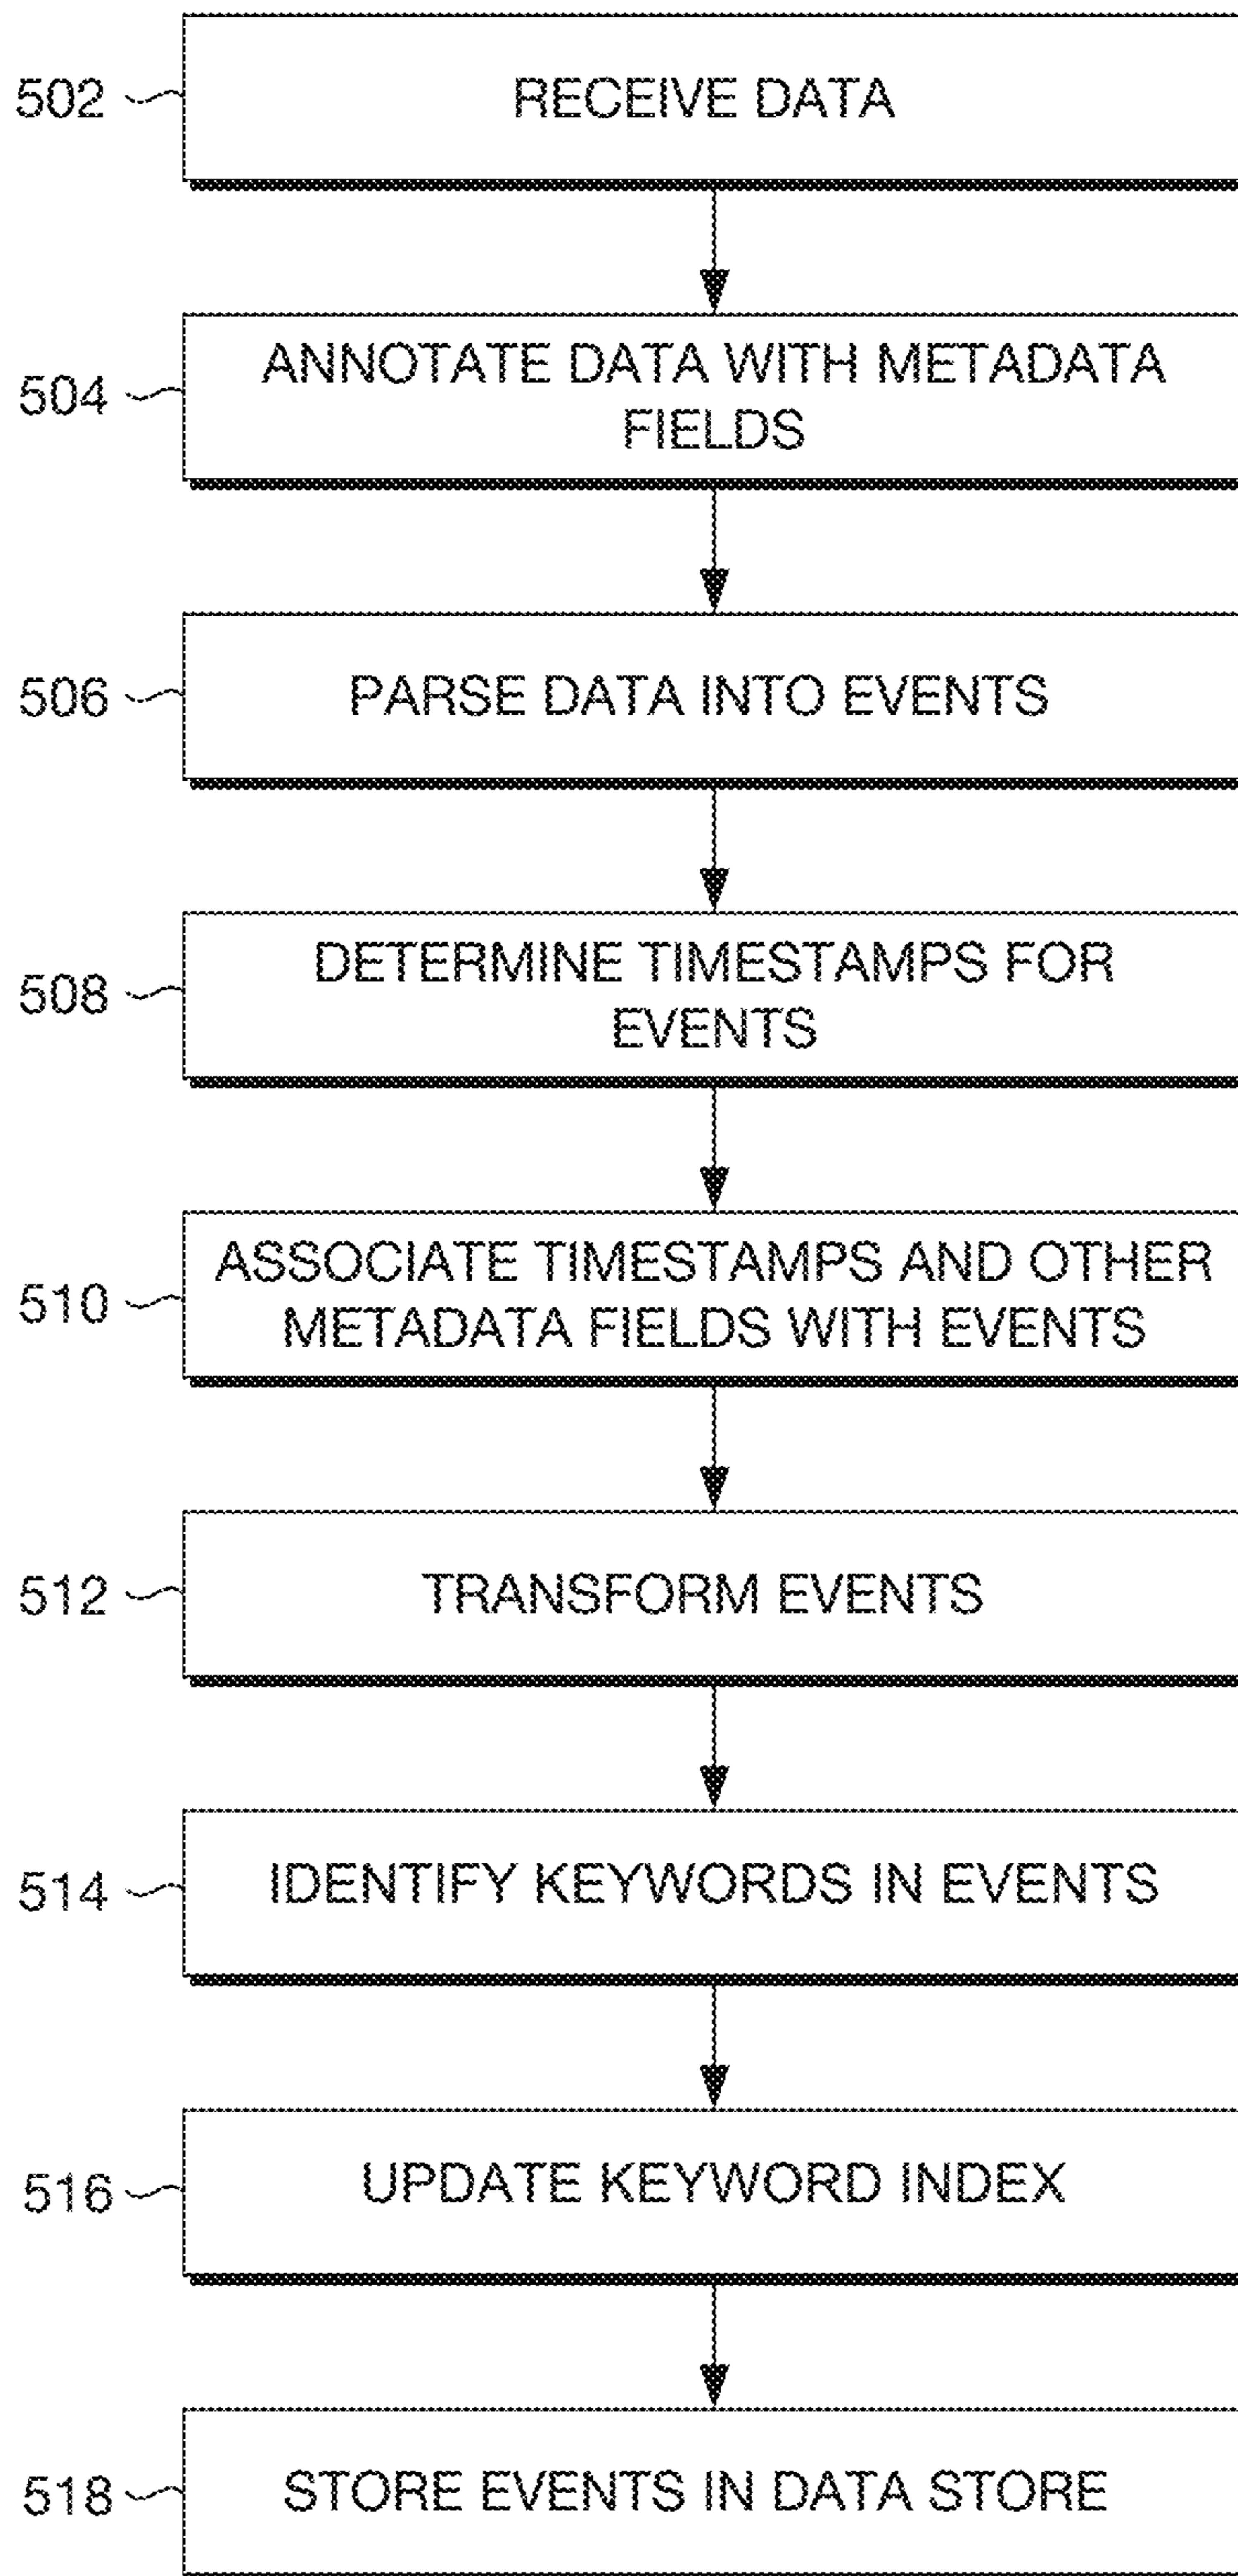 502
RECEIVE DATA
504
ANNOTATE DATA WITH METADATA
FIELDS
506
PARSE DATA INTO EVENTS
508
DETERMINE TIMESTAMPS FOR
EVENTS
510
ASSOCIATE TIMESTAMPS AND OTHER
METADATA FIELDS WITH EVENTS
512
TRANSFORM EVENTS
514
IDENTIFY KEYWORDS IN EVENTS
516
UPDATE KEYWORD INDEX
518
STORE EVENTS IN DATA STORE